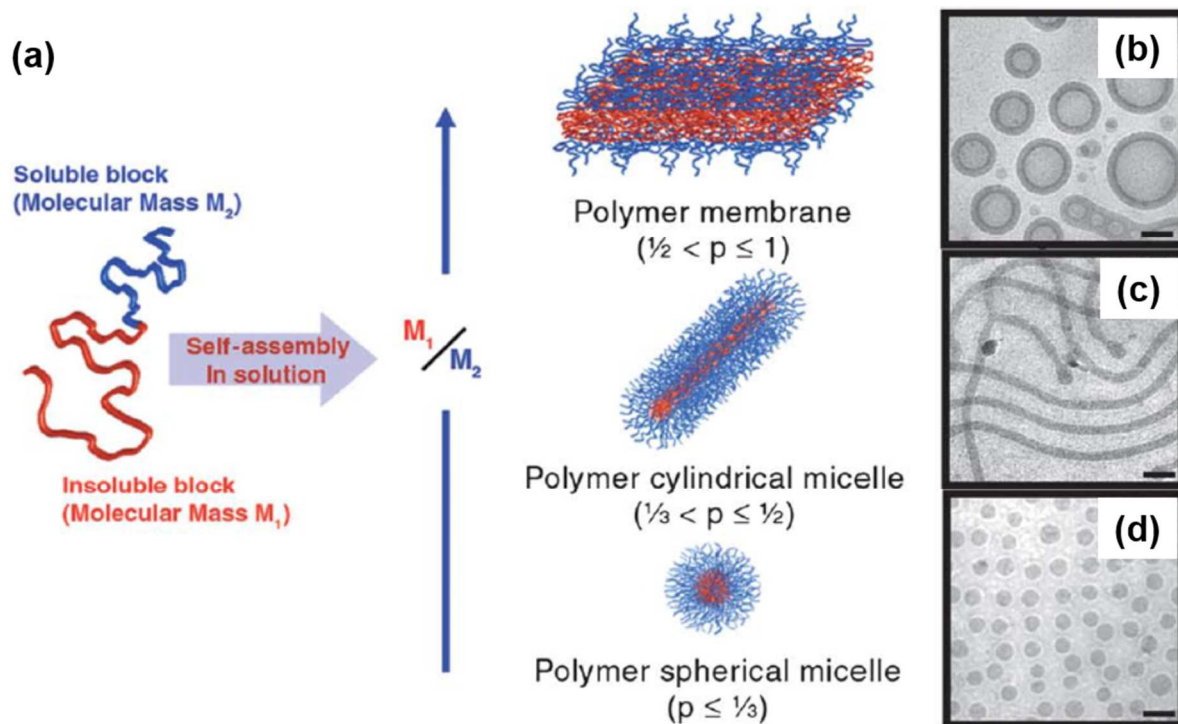 (a)
Soluble block
(Molecular Mass M₂)
Self-assembly
In solution
Insoluble block
(Molecular Mass M₁)
M₁/M₂
Polymer membrane
(½ < p ≤ 1)
Polymer cylindrical micelle
(⅓ < p ≤ ½)
Polymer spherical micelle
(p ≤ ⅓)
(b)
(c)
(d)